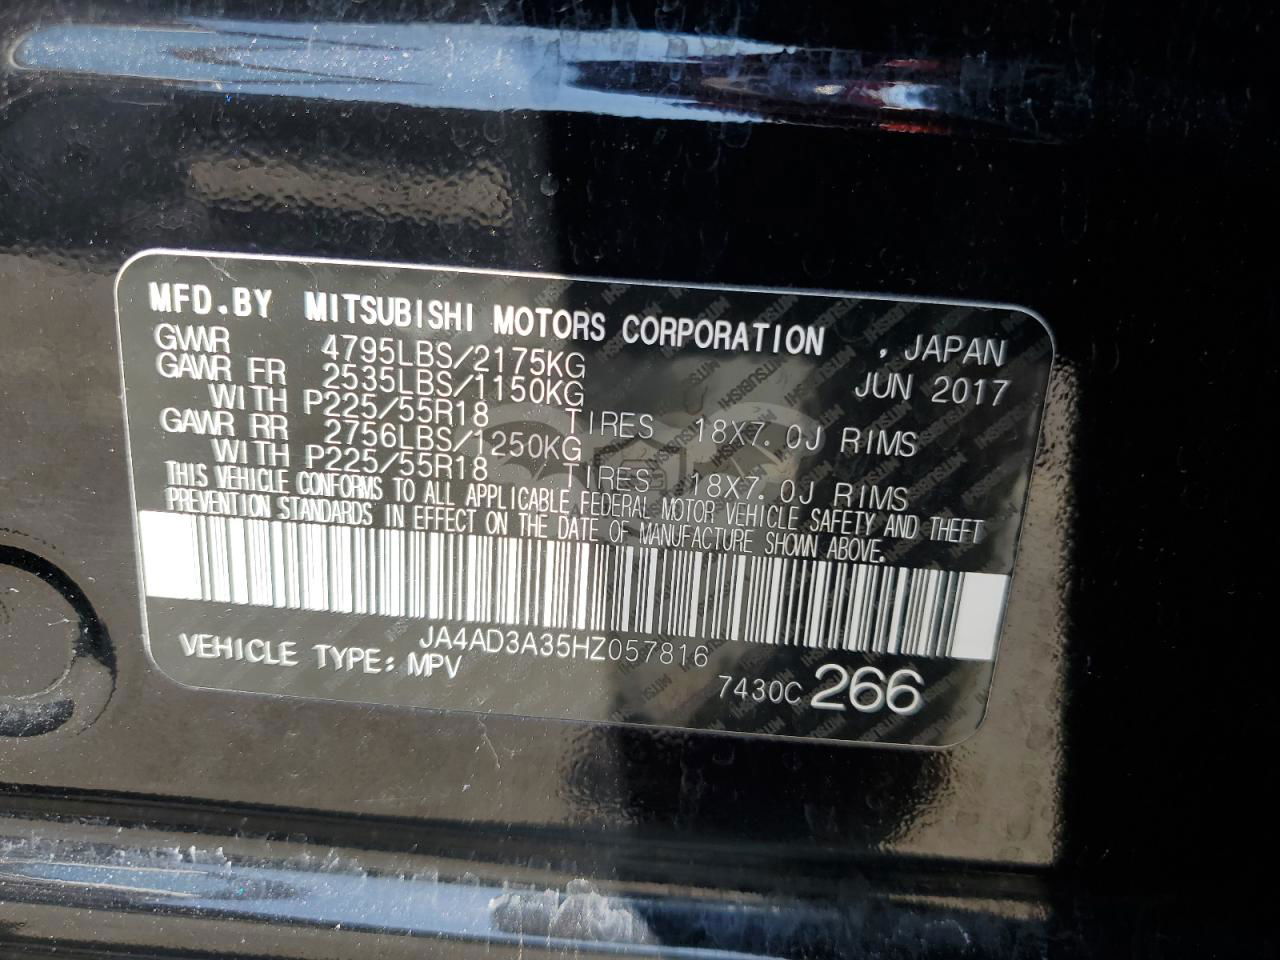 MFD.BY MITSUBISHI MOTORS CORPORATION , JAPAN
GVWR 4795LBS/2175KG JUN 2017
GAWR FR 2535LBS/1150KG
WITH P225/55R18 TIRES 18X7.0J RIMS
GAWR RR 2756LBS/1250KG
WITH P225/55R18 TIRES 18X7.0J RIMS
THIS VEHICLE CONFORMS TO ALL APPLICABLE FEDERAL MOTOR VEHICLE SAFETY AND THEFT
PREVENTION STANDARDS IN EFFECT ON THE DATE OF MANUFACTURE SHOWN ABOVE.
JA4AD3A35HZ057816
VEHICLE TYPE: MPV
7430C 266